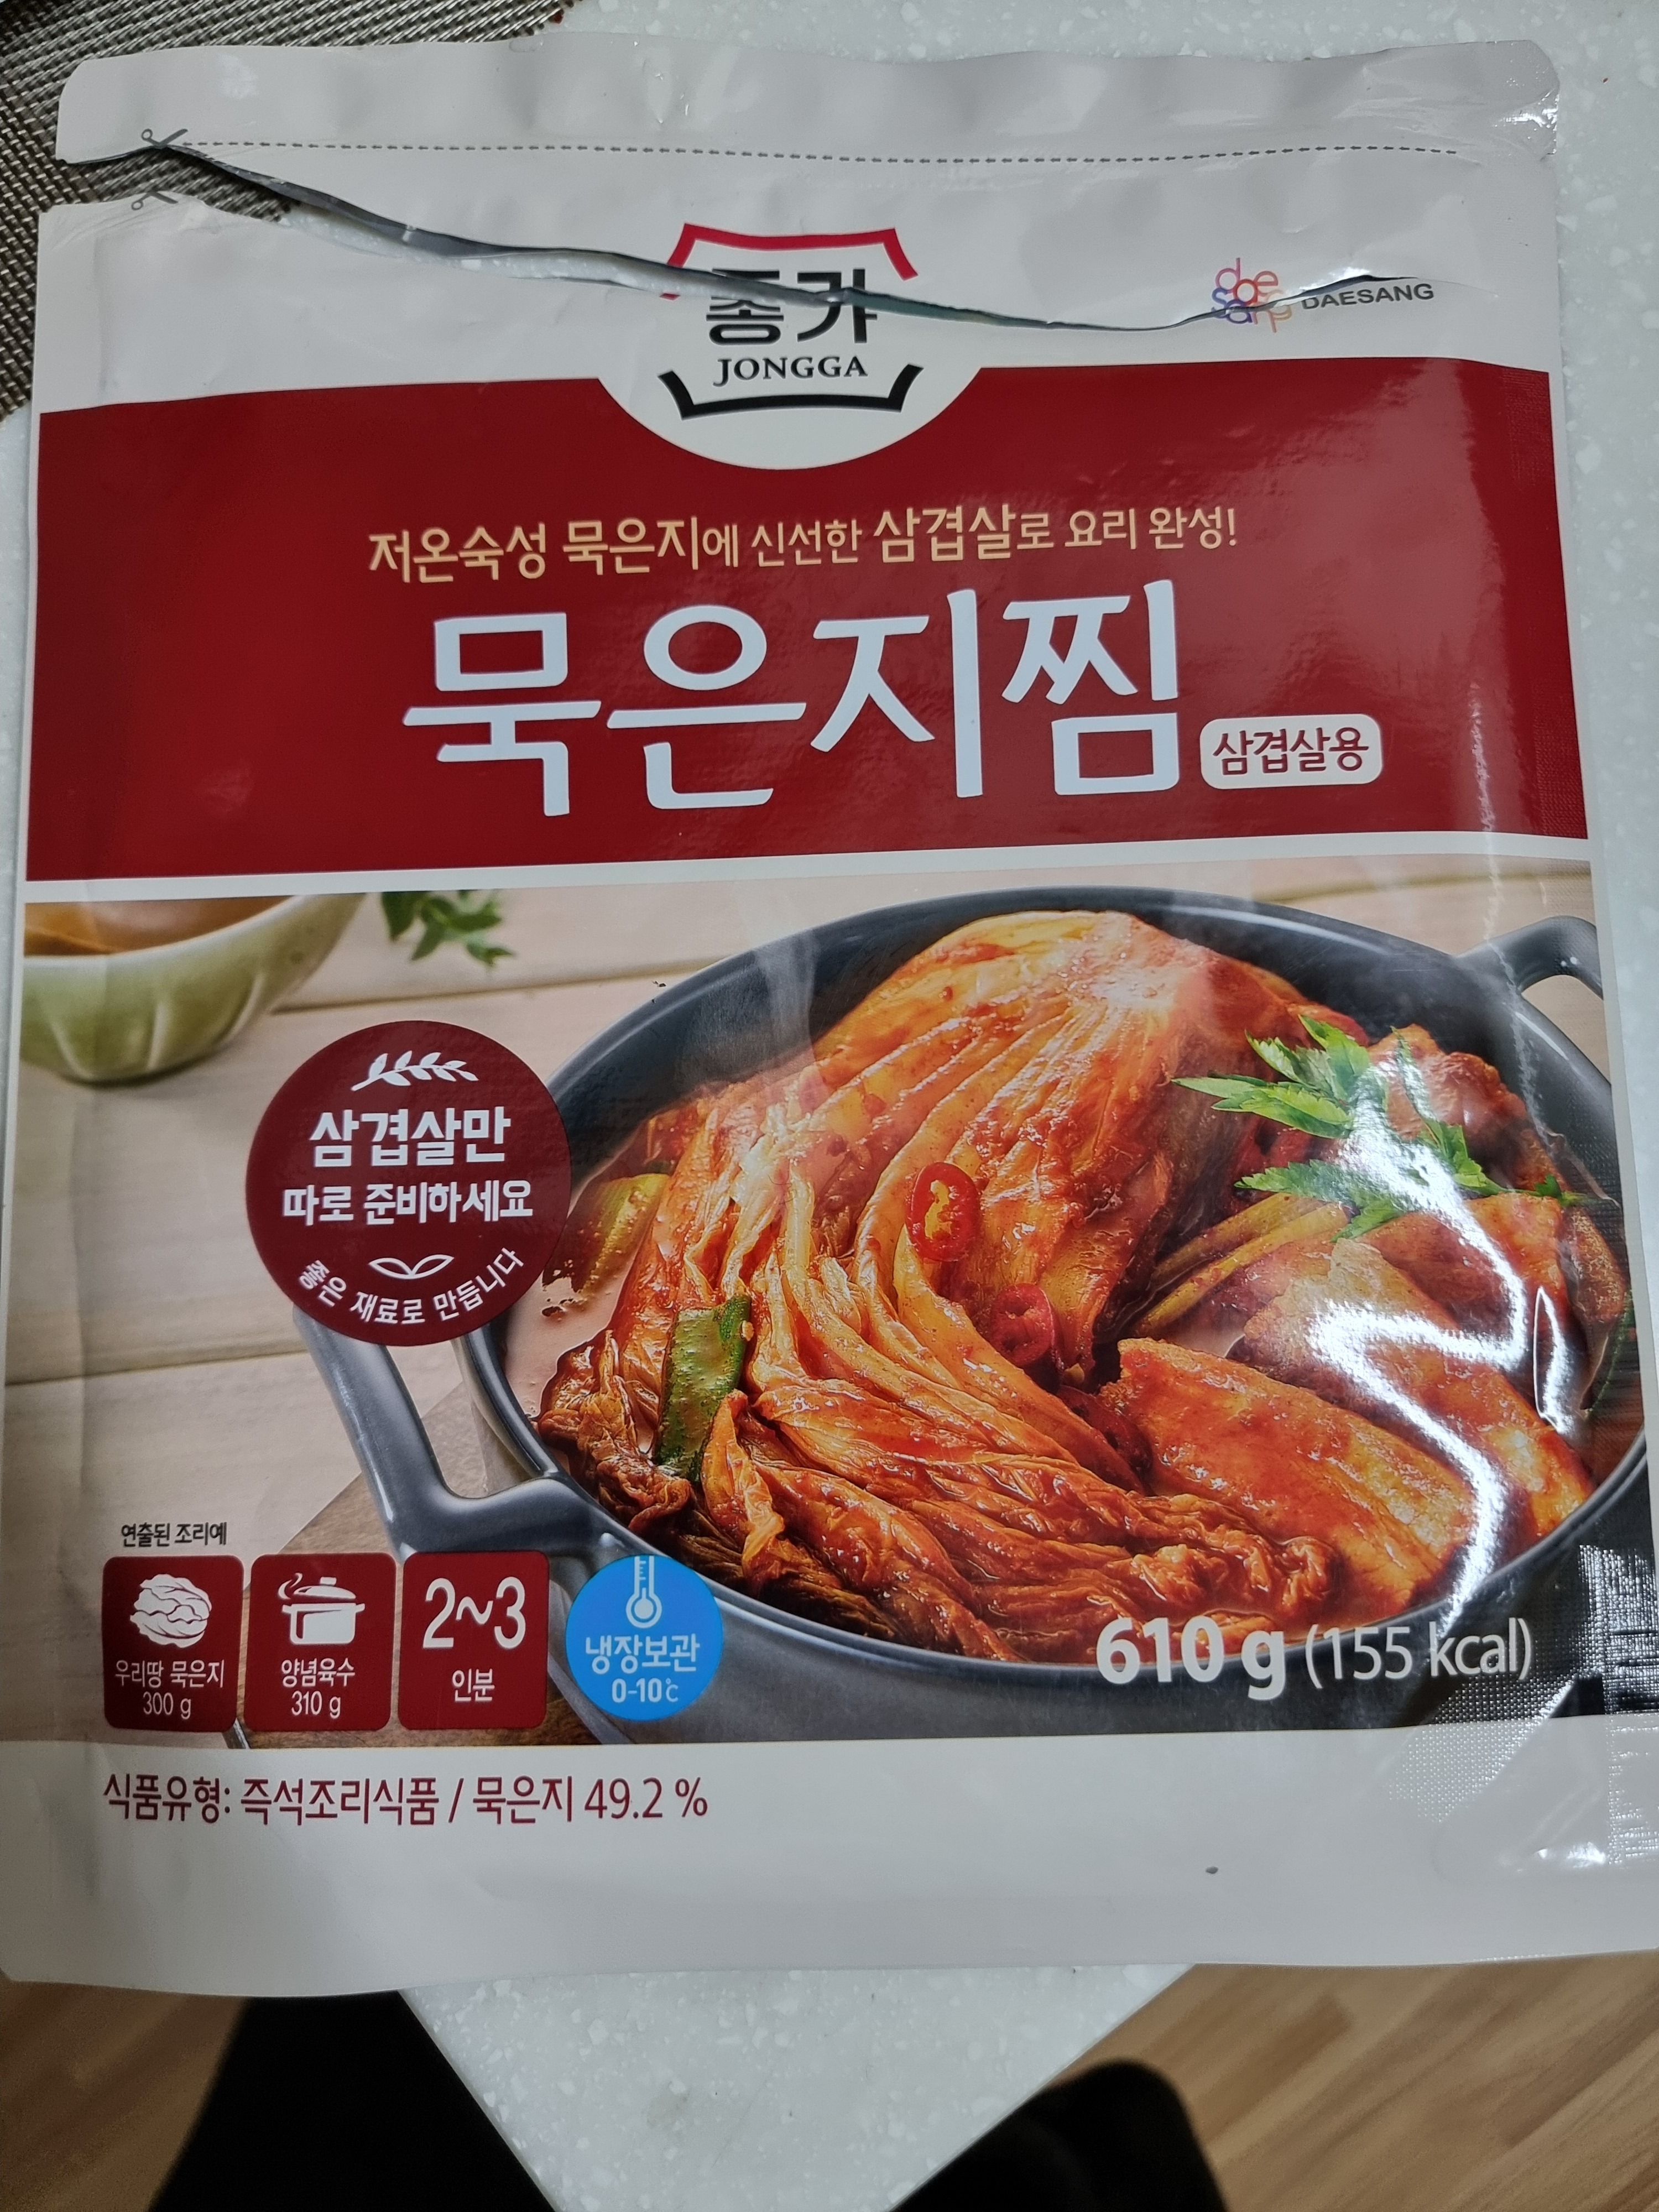 종가
JONGGA
daesang
DAESANG
저온숙성 묵은지에 신선한 삼겹살로 요리 완성!
묵은지찜
삼겹살용
삼겹살만
따로 준비하세요
좋은 재료로 만듭니다
연출된 조리예
우리땅 묵은지
300 g
양념육수
310 g
2~3
인분
냉장보관
0-10℃
610 g (155 kcal)
식품유형: 즉석조리식품 / 묵은지 49.2 %